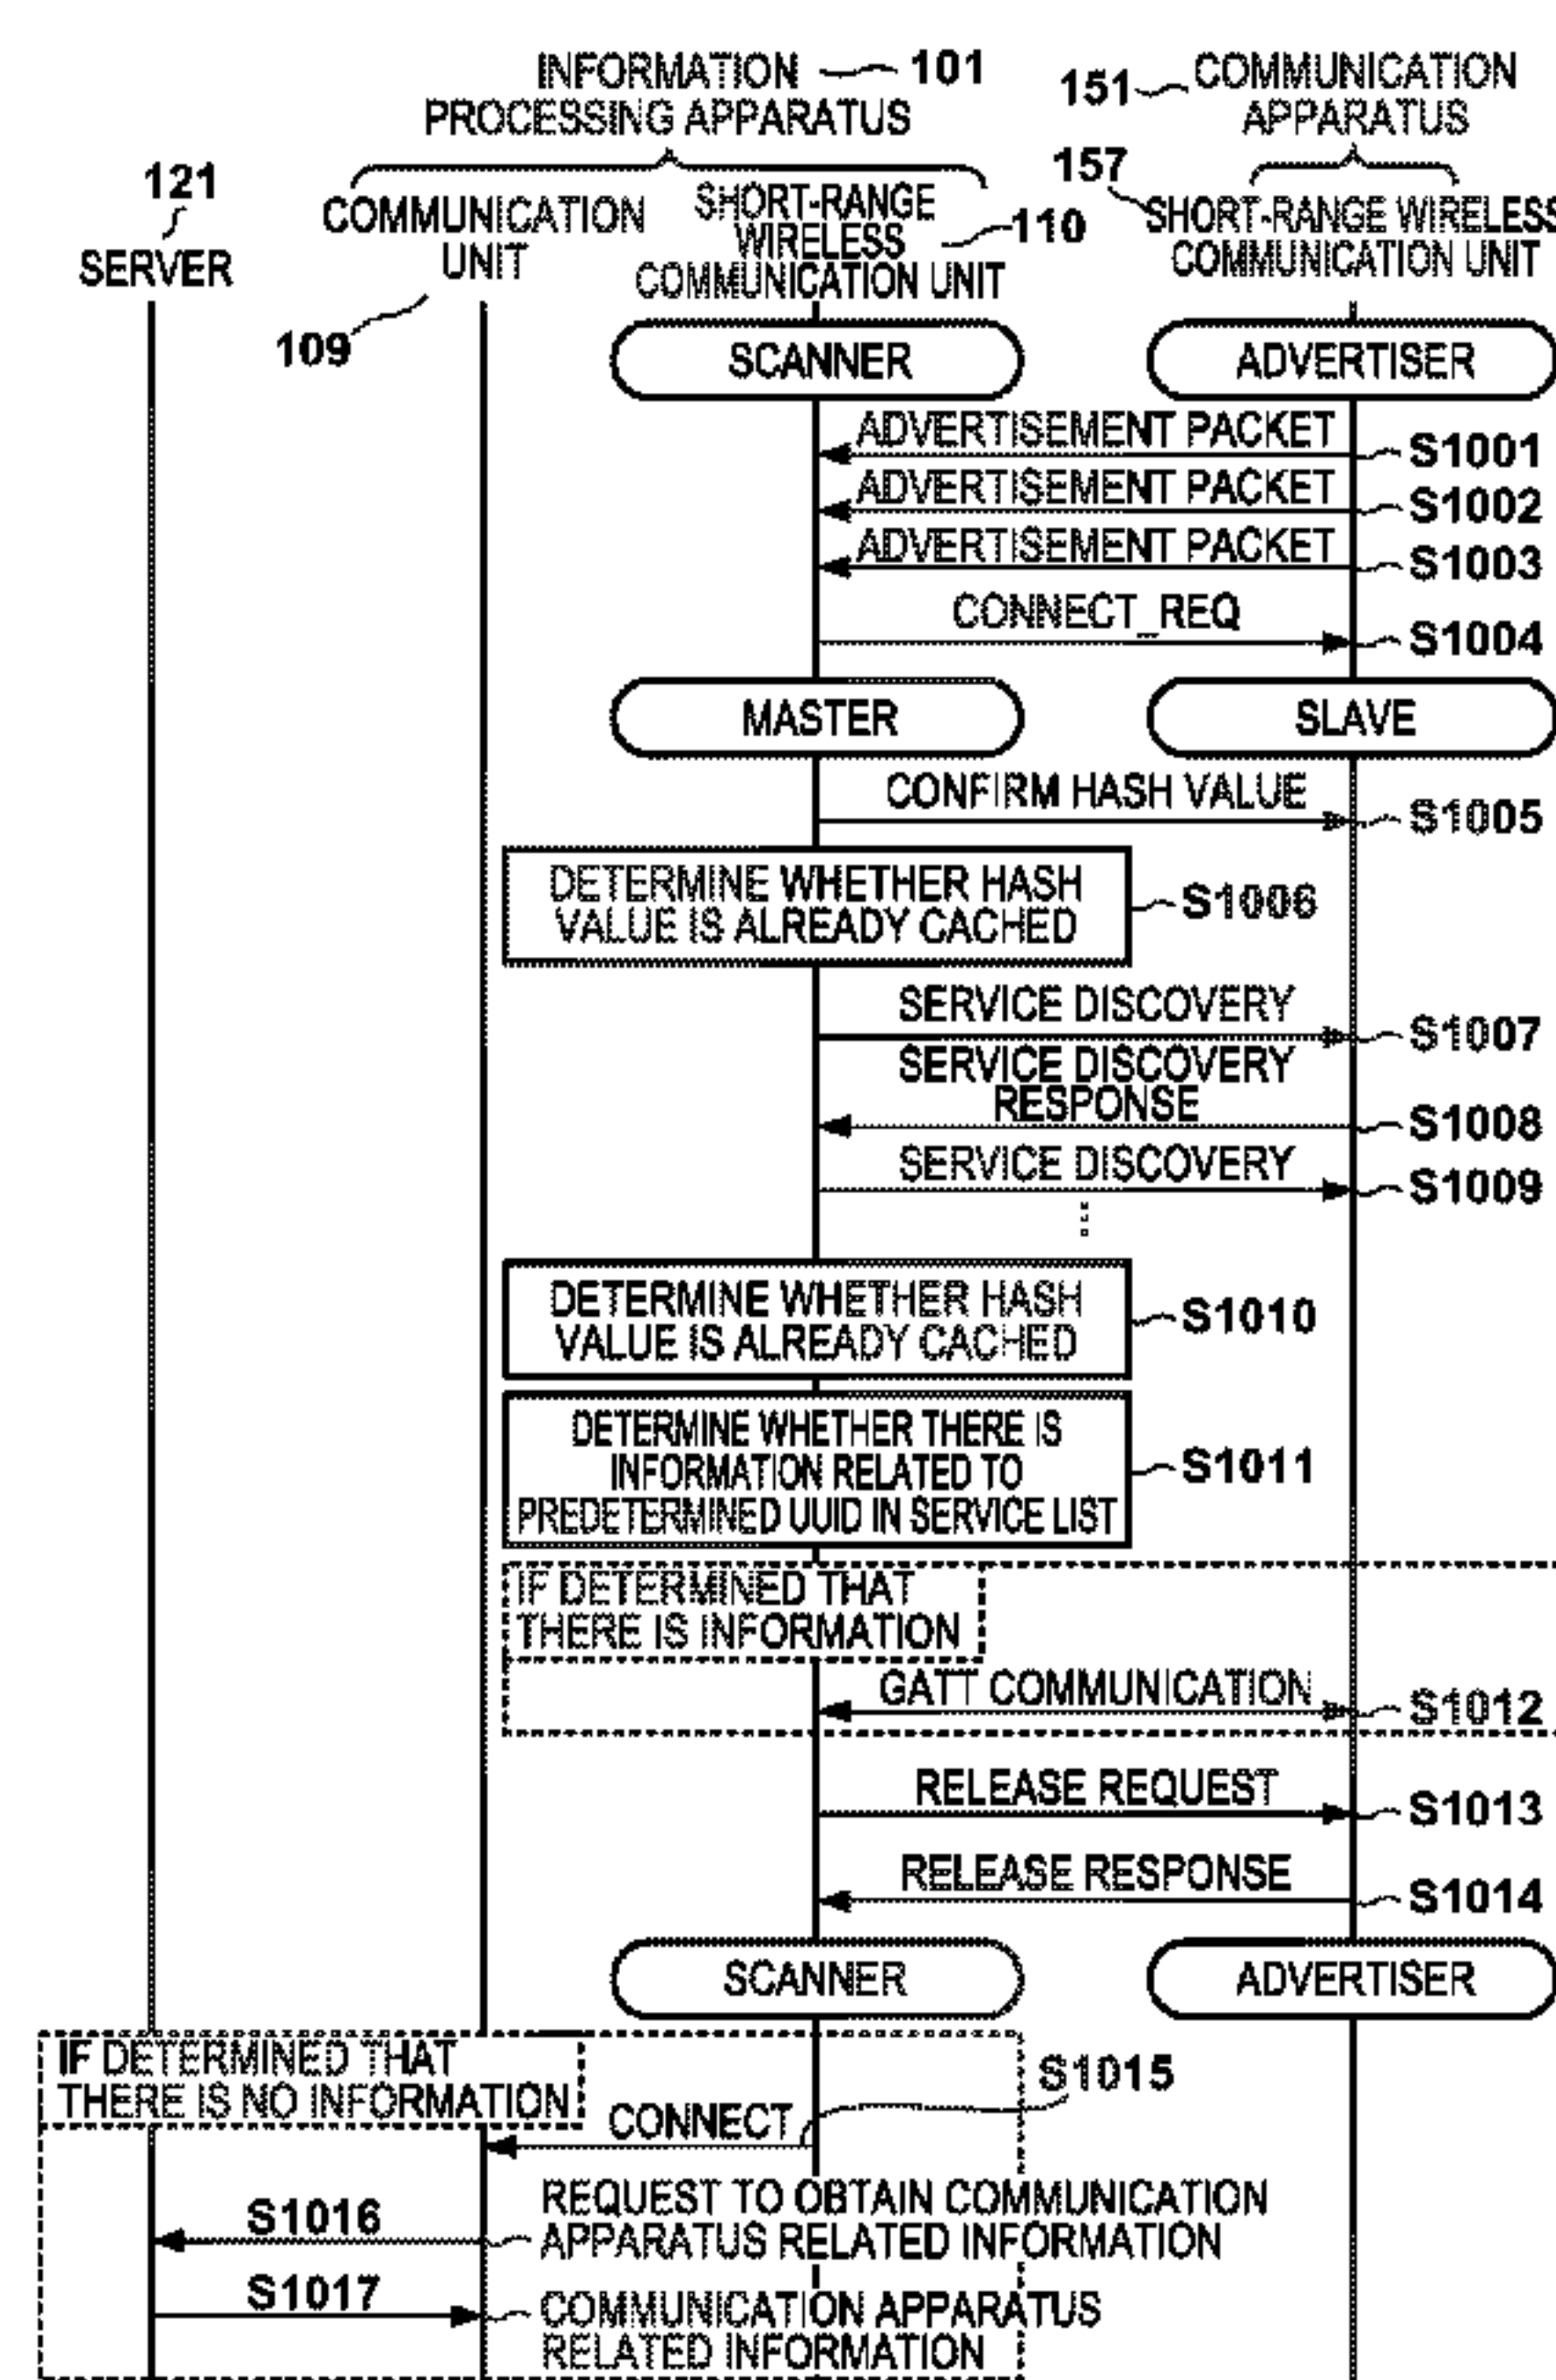 INFORMATION
PROCESSING APPARATUS
101
151
COMMUNICATION
APPARATUS
121
SERVER
COMMUNICATION
UNIT
109
SHORT-RANGE
WIRELESS
COMMUNICATION UNIT
110
157
SHORT-RANGE WIRELESS
COMMUNICATION UNIT
SCANNER
ADVERTISER
ADVERTISEMENT PACKET
S1001
ADVERTISEMENT PACKET
S1002
ADVERTISEMENT PACKET
S1003
CONNECT_REQ
S1004
MASTER
SLAVE
CONFIRM HASH VALUE
S1005
DETERMINE WHETHER HASH
VALUE IS ALREADY CACHED
S1006
SERVICE DISCOVERY
S1007
SERVICE DISCOVERY
RESPONSE
S1008
SERVICE DISCOVERY
S1009
DETERMINE WHETHER HASH
VALUE IS ALREADY CACHED
S1010
DETERMINE WHETHER THERE IS
INFORMATION RELATED TO
PREDETERMINED UUID IN SERVICE LIST
S1011
IF DETERMINED THAT
THERE IS INFORMATION
GATT COMMUNICATION
S1012
RELEASE REQUEST
S1013
RELEASE RESPONSE
S1014
SCANNER
ADVERTISER
IF DETERMINED THAT
THERE IS NO INFORMATION
S1015
CONNECT
S1016
REQUEST TO OBTAIN COMMUNICATION
APPARATUS RELATED INFORMATION
S1017
COMMUNICATION APPARATUS
RELATED INFORMATION